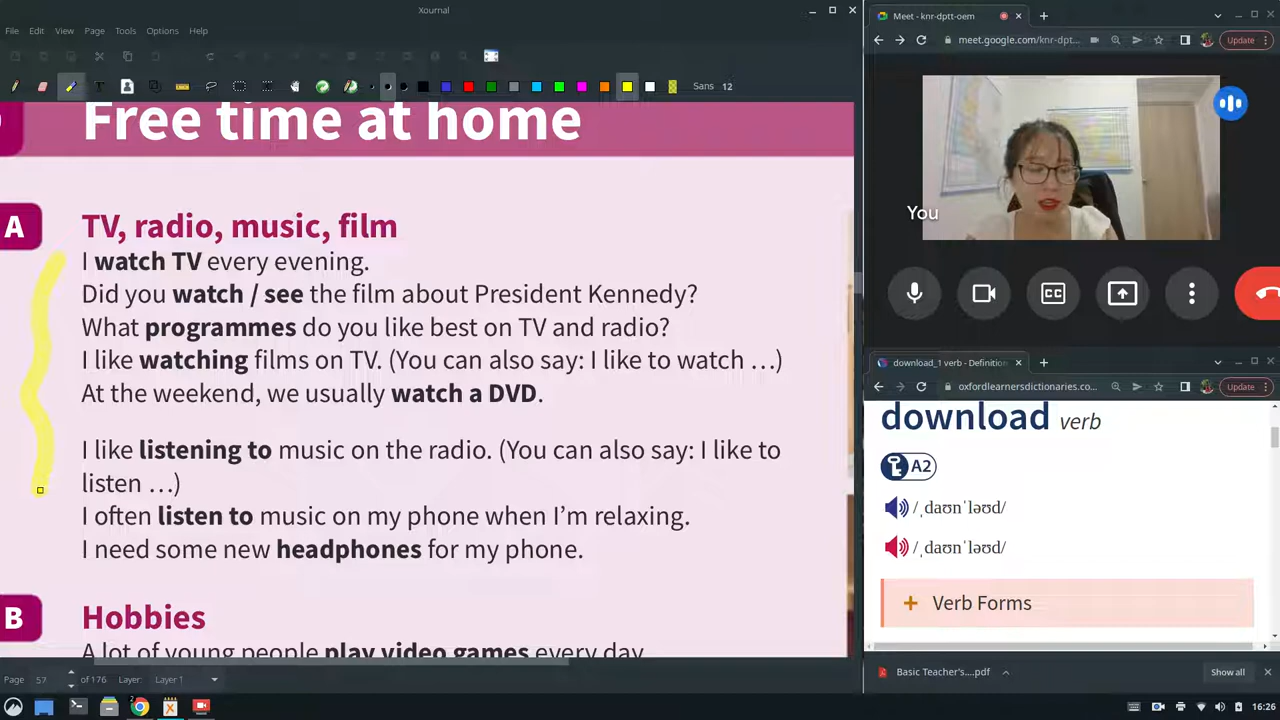 Xournal
File Edit View Page Tools Options Help
Sans 12
Free time at home
A TV, radio, music, film
I watch TV every evening.
Did you watch / see the film about President Kennedy?
What programmes do you like best on TV and radio?
I like watching films on TV. (You can also say: I like to watch …)
At the weekend, we usually watch a DVD.
I like listening to music on the radio. (You can also say: I like to
listen …)
I often listen to music on my phone when I’m relaxing.
I need some new headphones for my phone.
B Hobbies
A lot of young people play video games every day
Page 57 of 176 Layer: Layer 1
Meet - knr-dptt-oem
meet.google.com/knr-dpt... Update
You
CC
download_1 verb - Definition
oxfordlearnersdictionaries.co... Update
download verb
A2
/ˌdaʊnˈləʊd/
/ˌdaʊnˈləʊd/
+ Verb Forms
Basic Teacher's....pdf Show all
2
16:26